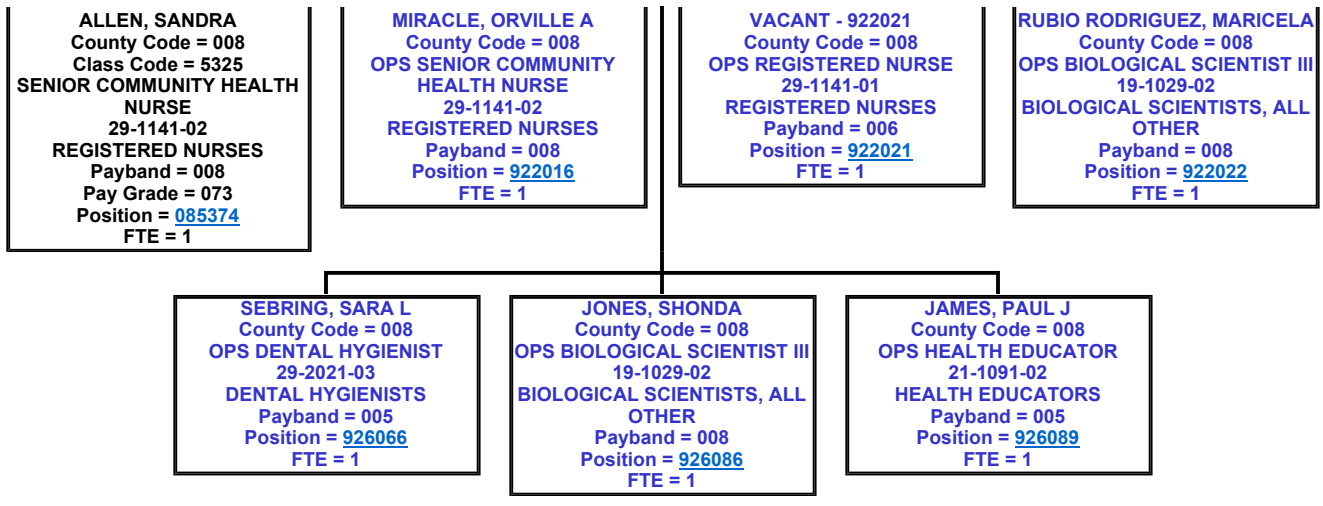 ALLEN, SANDRA
County Code = 008
Class Code = 5325
SENIOR COMMUNITY HEALTH
NURSE
29-1141-02
REGISTERED NURSES
Payband = 008
Pay Grade = 073
Position = 085374
FTE = 1
MIRACLE, ORVILLE A
County Code = 008
OPS SENIOR COMMUNITY
HEALTH NURSE
29-1141-02
REGISTERED NURSES
Payband = 008
Position = 922016
FTE = 1
VACANT - 922021
County Code = 008
OPS REGISTERED NURSE
29-1141-01
REGISTERED NURSES
Payband = 006
Position = 922021
FTE = 1
RUBIO RODRIGUEZ, MARICELA
County Code = 008
OPS BIOLOGICAL SCIENTIST III
19-1029-02
BIOLOGICAL SCIENTISTS, ALL
OTHER
Payband = 008
Position = 922022
FTE = 1
SEBRING, SARA L
County Code = 008
OPS DENTAL HYGIENIST
29-2021-03
DENTAL HYGIENISTS
Payband = 005
Position = 926066
FTE = 1
JONES, SHONDA
County Code = 008
OPS BIOLOGICAL SCIENTIST III
19-1029-02
BIOLOGICAL SCIENTISTS, ALL
OTHER
Payband = 008
Position = 926086
FTE = 1
JAMES, PAUL J
County Code = 008
OPS HEALTH EDUCATOR
21-1091-02
HEALTH EDUCATORS
Payband = 005
Position = 926089
FTE = 1